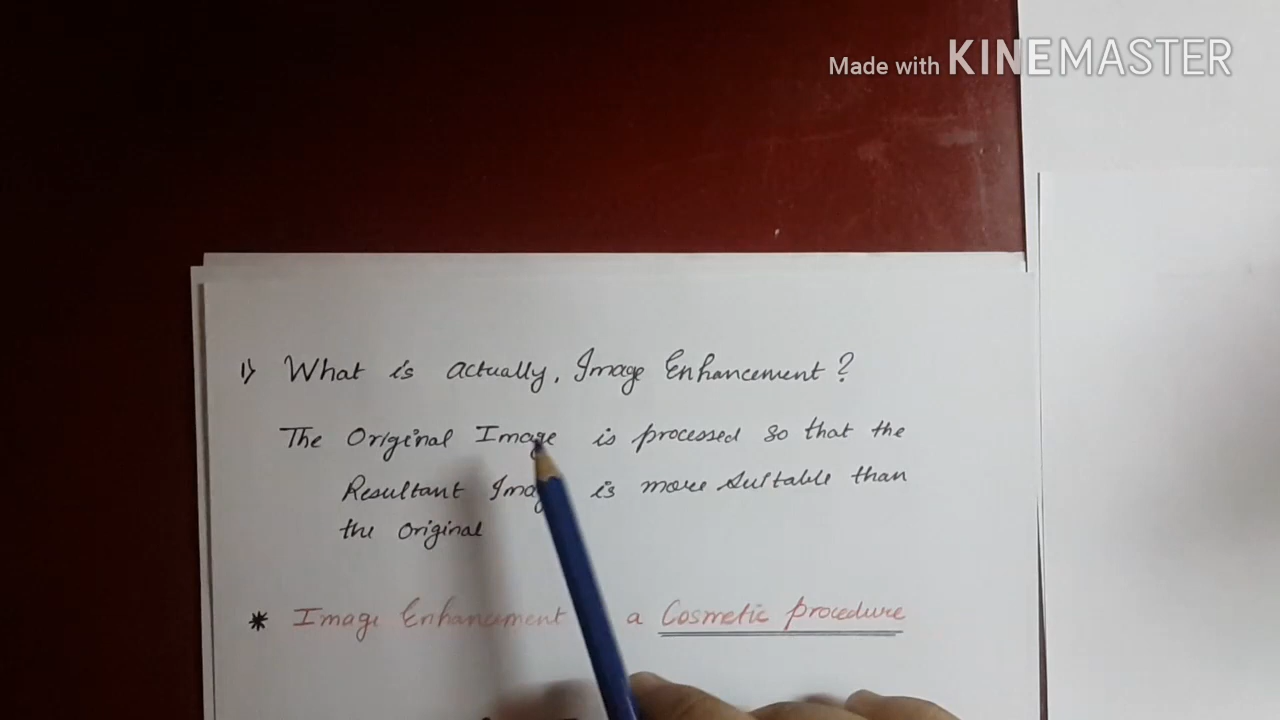 Made with KINEMASTER
1) What is actually, Image Enhancement?
The Original Image is processed so that the
Resultant Image is more suitable than
the original
* Image Enhancement a Cosmetic procedure